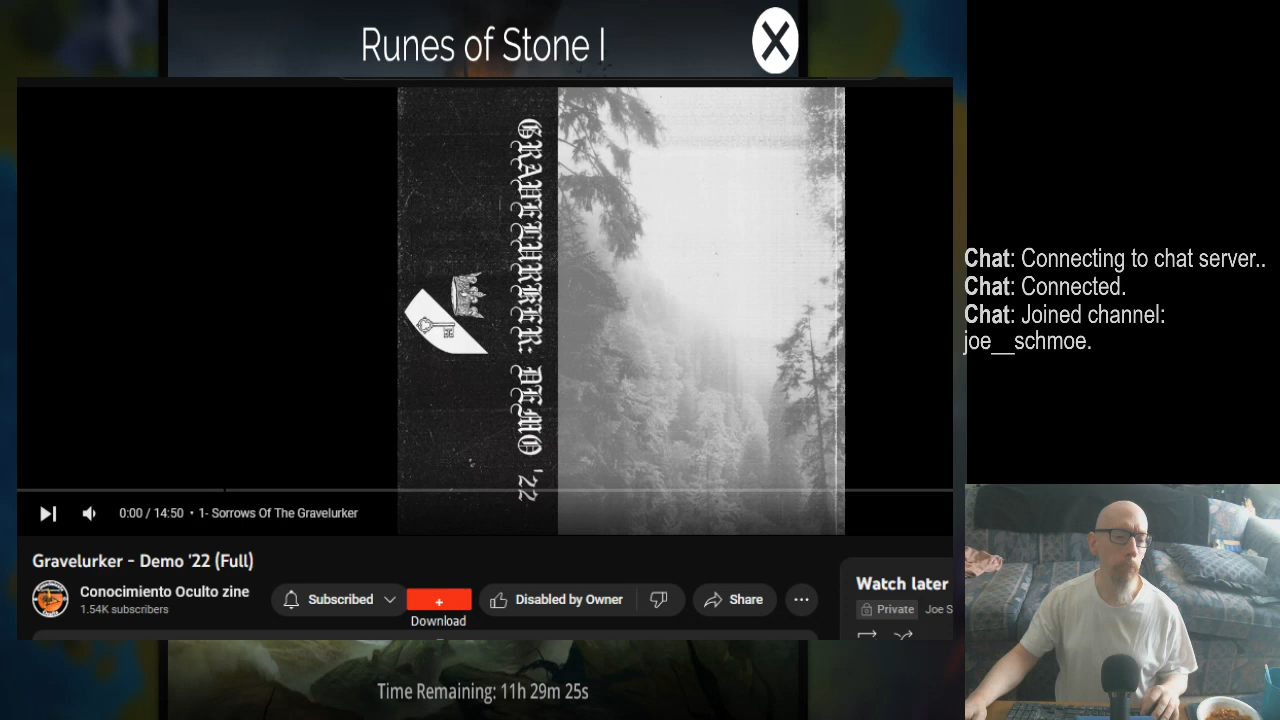 Runes of Stone I
X
GRAVELURKER: DEMO '22
0:00 / 14:50 • 1- Sorrows Of The Gravelurker
Gravelurker - Demo '22 (Full)
Conocimiento Oculto zine
1.54K subscribers
Subscribed
+
Download
Disabled by Owner
Share
Watch later
Private
Joe S
Time Remaining: 11h 29m 25s
Chat: Connecting to chat server..
Chat: Connected.
Chat: Joined channel:
joe__schmoe.